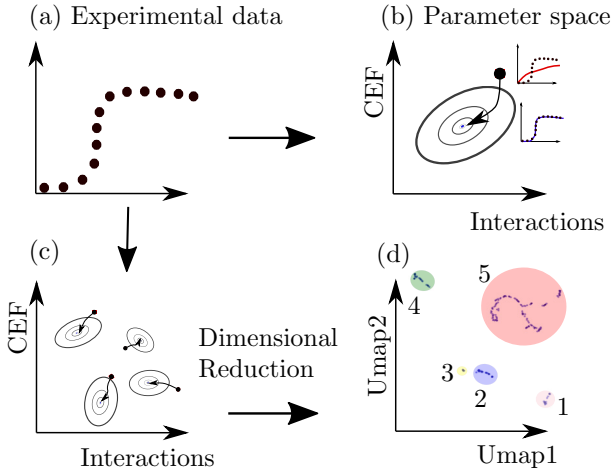 (a) Experimental data
(b) Parameter space
CEF
Interactions
(c)
CEF
Interactions
Dimensional
Reduction
(d)
Umap2
5
4
3
2
1
Umap1